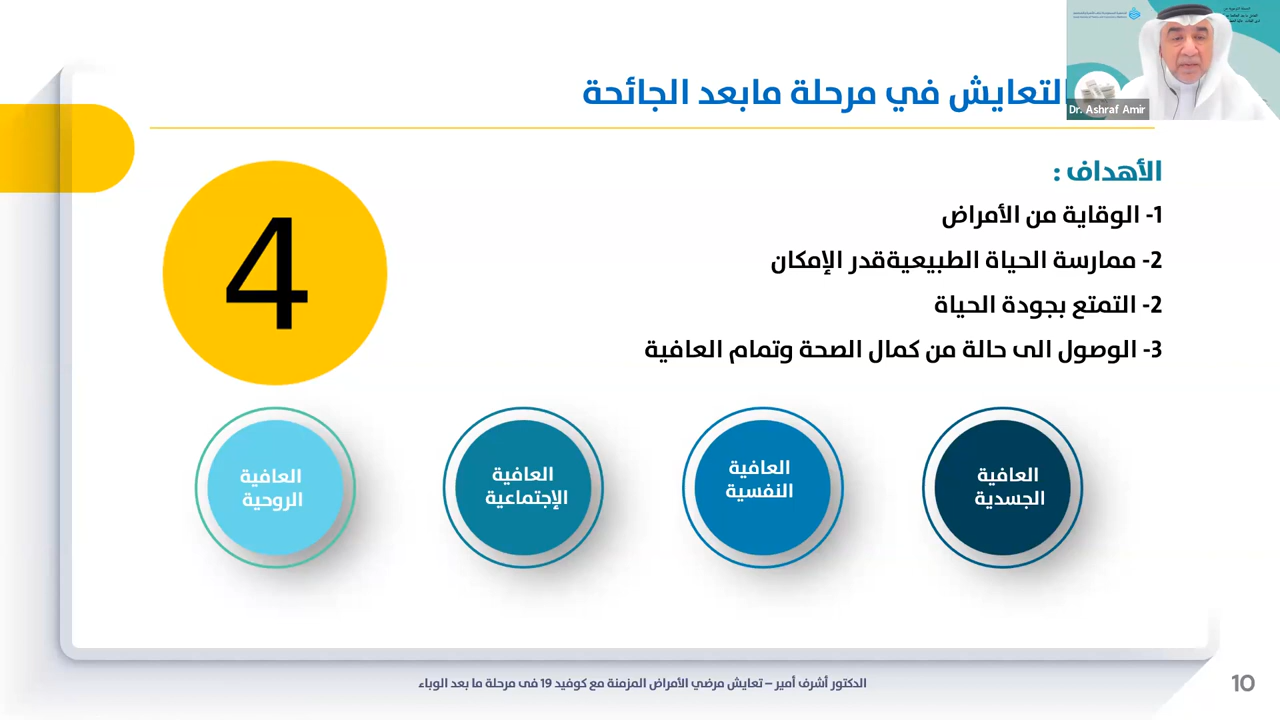 لتعايش في مرحلة مابعد الجائحة
Dr. Ashraf Amir
الأهداف :
1- الوقاية من الأمراض
2- ممارسة الحياة الطبيعيةقدر الإمكان
2- التمتع بجودة الحياة
3- الوصول الى حالة من كمال الصحة وتمام العافية
4
العافية
الجسدية
العافية
النفسية
العافية
الإجتماعية
العافية
الروحية
الدكتور أشرف أمير – تعايش مرضي الأمراض المزمنة مع كوفيد 19 فى مرحلة ما بعد الوباء
10